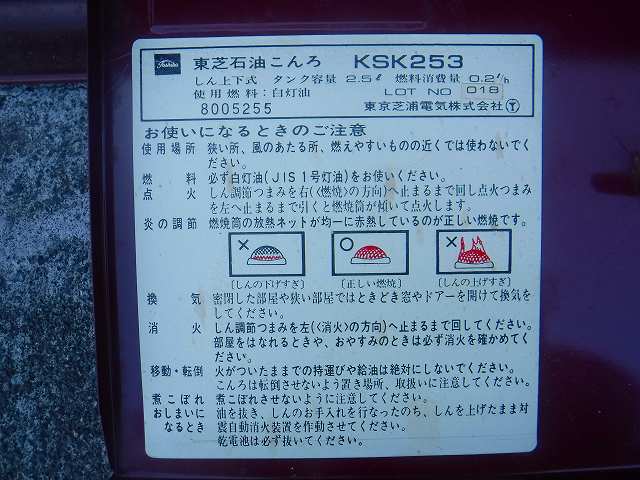 Toshiba 東芝石油こんろ KSK253
しん上下式 タンク容量 2.5ℓ 燃料消費量 0.2ℓ/h
使用燃料:白灯油 LOT NO 018
8005255 東京芝浦電気株式会社 〒
お使いになるときのご注意
使用場所 狭い所、風のあたる所、燃えやすいものの近くでは使わないでく
ださい。
燃料 必ず白灯油(JIS1号灯油)をお使いください。
点火 しん調節つまみを右(〈燃焼〉の方向)へ止まるまで回し点火つまみ
を左へ止まるまで引くと燃焼筒が傾いて点火します。
炎の調節 燃焼筒の放熱ネットが均一に赤熱しているのが正しい燃焼です。
× ○ ×
〔しんの下げすぎ〕 〔正しい燃焼〕 〔しんの上げすぎ〕
換気 密閉した部屋や狭い部屋ではときどき窓やドアーを開けて換気を
してください。
消火 しん調節つまみを左(〈消火〉の方向)へ止まるまで回してください。
部屋をはなれるときや、おやすみのときは必ず消火を確かめてく
ださい。
移動・転倒 火がついたままでの持運びや給油は絶対にしないでください。
こんろは転倒させないよう置き場所、取扱いに注意してください。
煮こぼれ 煮こぼれさせないように注意してください。
おしまいに 油を抜き、しんのお手入れを行なったのち、しんを上げたまま対
なるとき 震自動消火装置を作動させてください。
乾電池は必ず抜いてください。